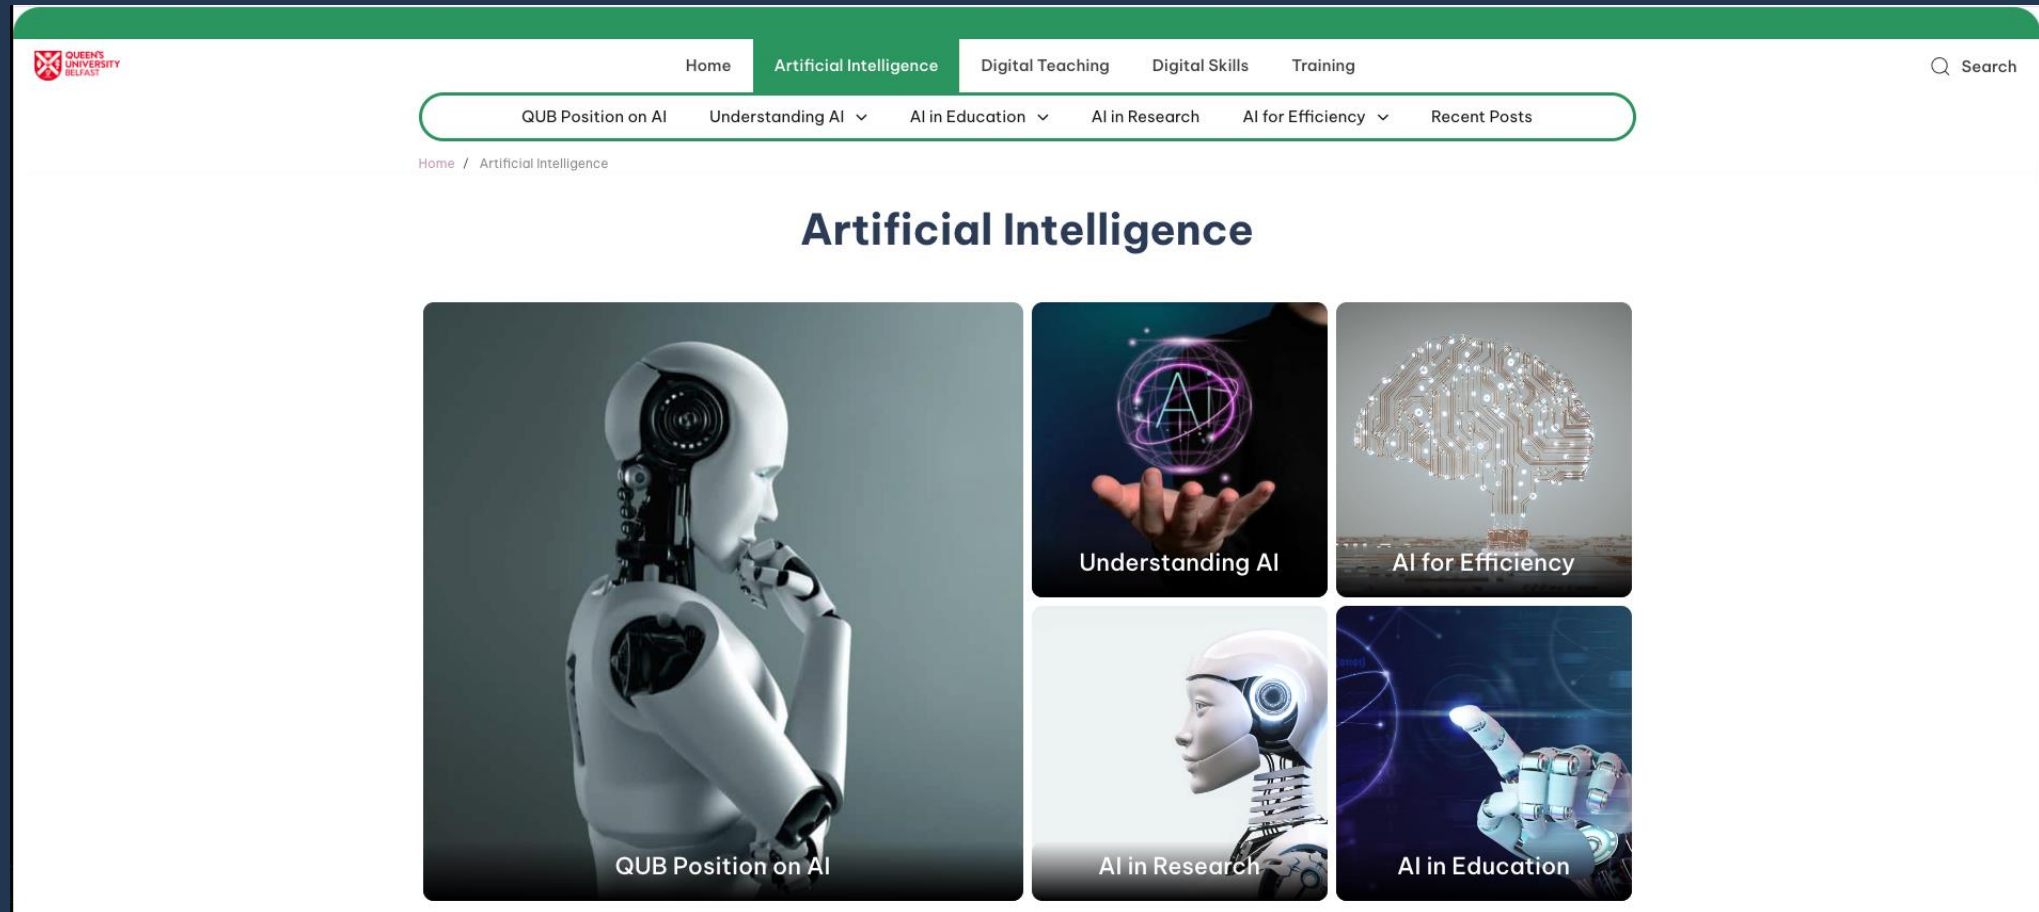 QUEEN'S
UNIVERSITY
BELFAST
Home Artificial Intelligence Digital Teaching Digital Skills Training
Search
QUB Position on AI Understanding AI AI in Education AI in Research AI for Efficiency Recent Posts
Home / Artificial Intelligence
Artificial Intelligence
AI
Understanding AI
AI for Efficiency
QUB Position on AI
AI in Research
AI in Education